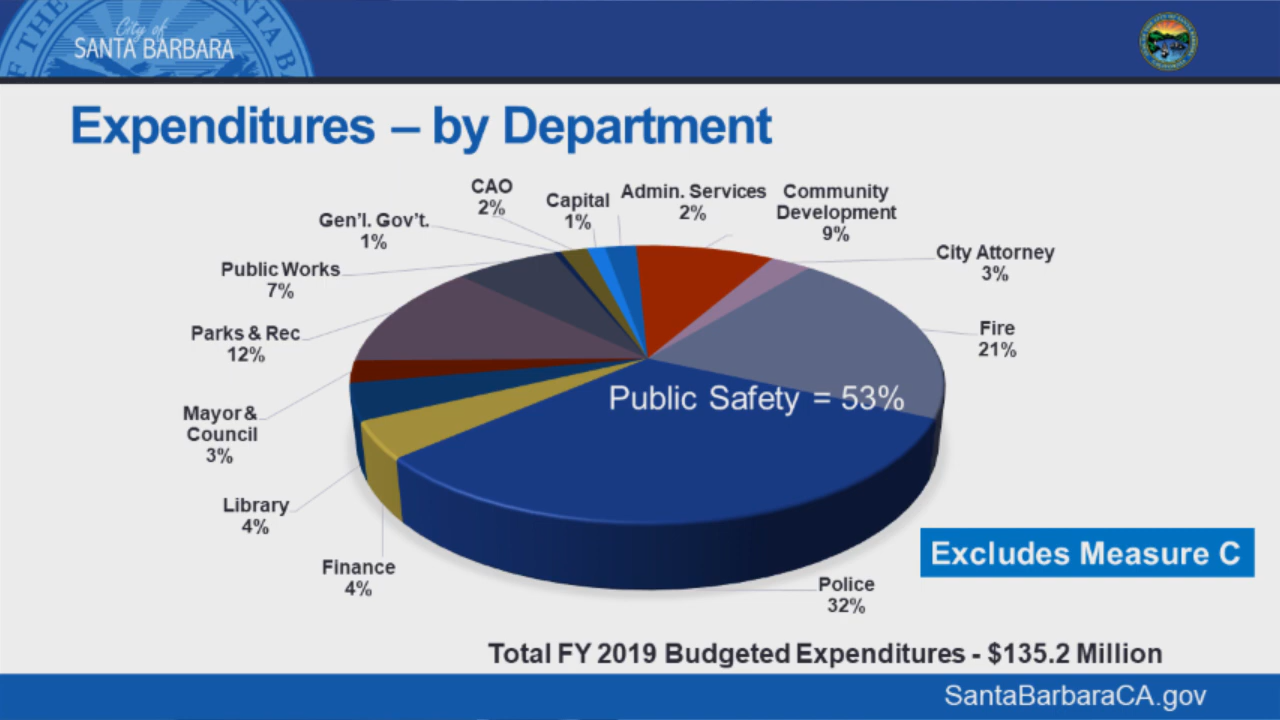 City of
SANTA BARBARA
Expenditures – by Department
CAO
2%
Capital
1%
Admin. Services
2%
Community
Development
9%
Gen'l. Gov't.
1%
City Attorney
3%
Public Works
7%
Fire
21%
Parks & Rec
12%
Public Safety = 53%
Mayor &
Council
3%
Library
4%
Finance
4%
Excludes Measure C
Police
32%
Total FY 2019 Budgeted Expenditures - $135.2 Million
SantaBarbaraCA.gov